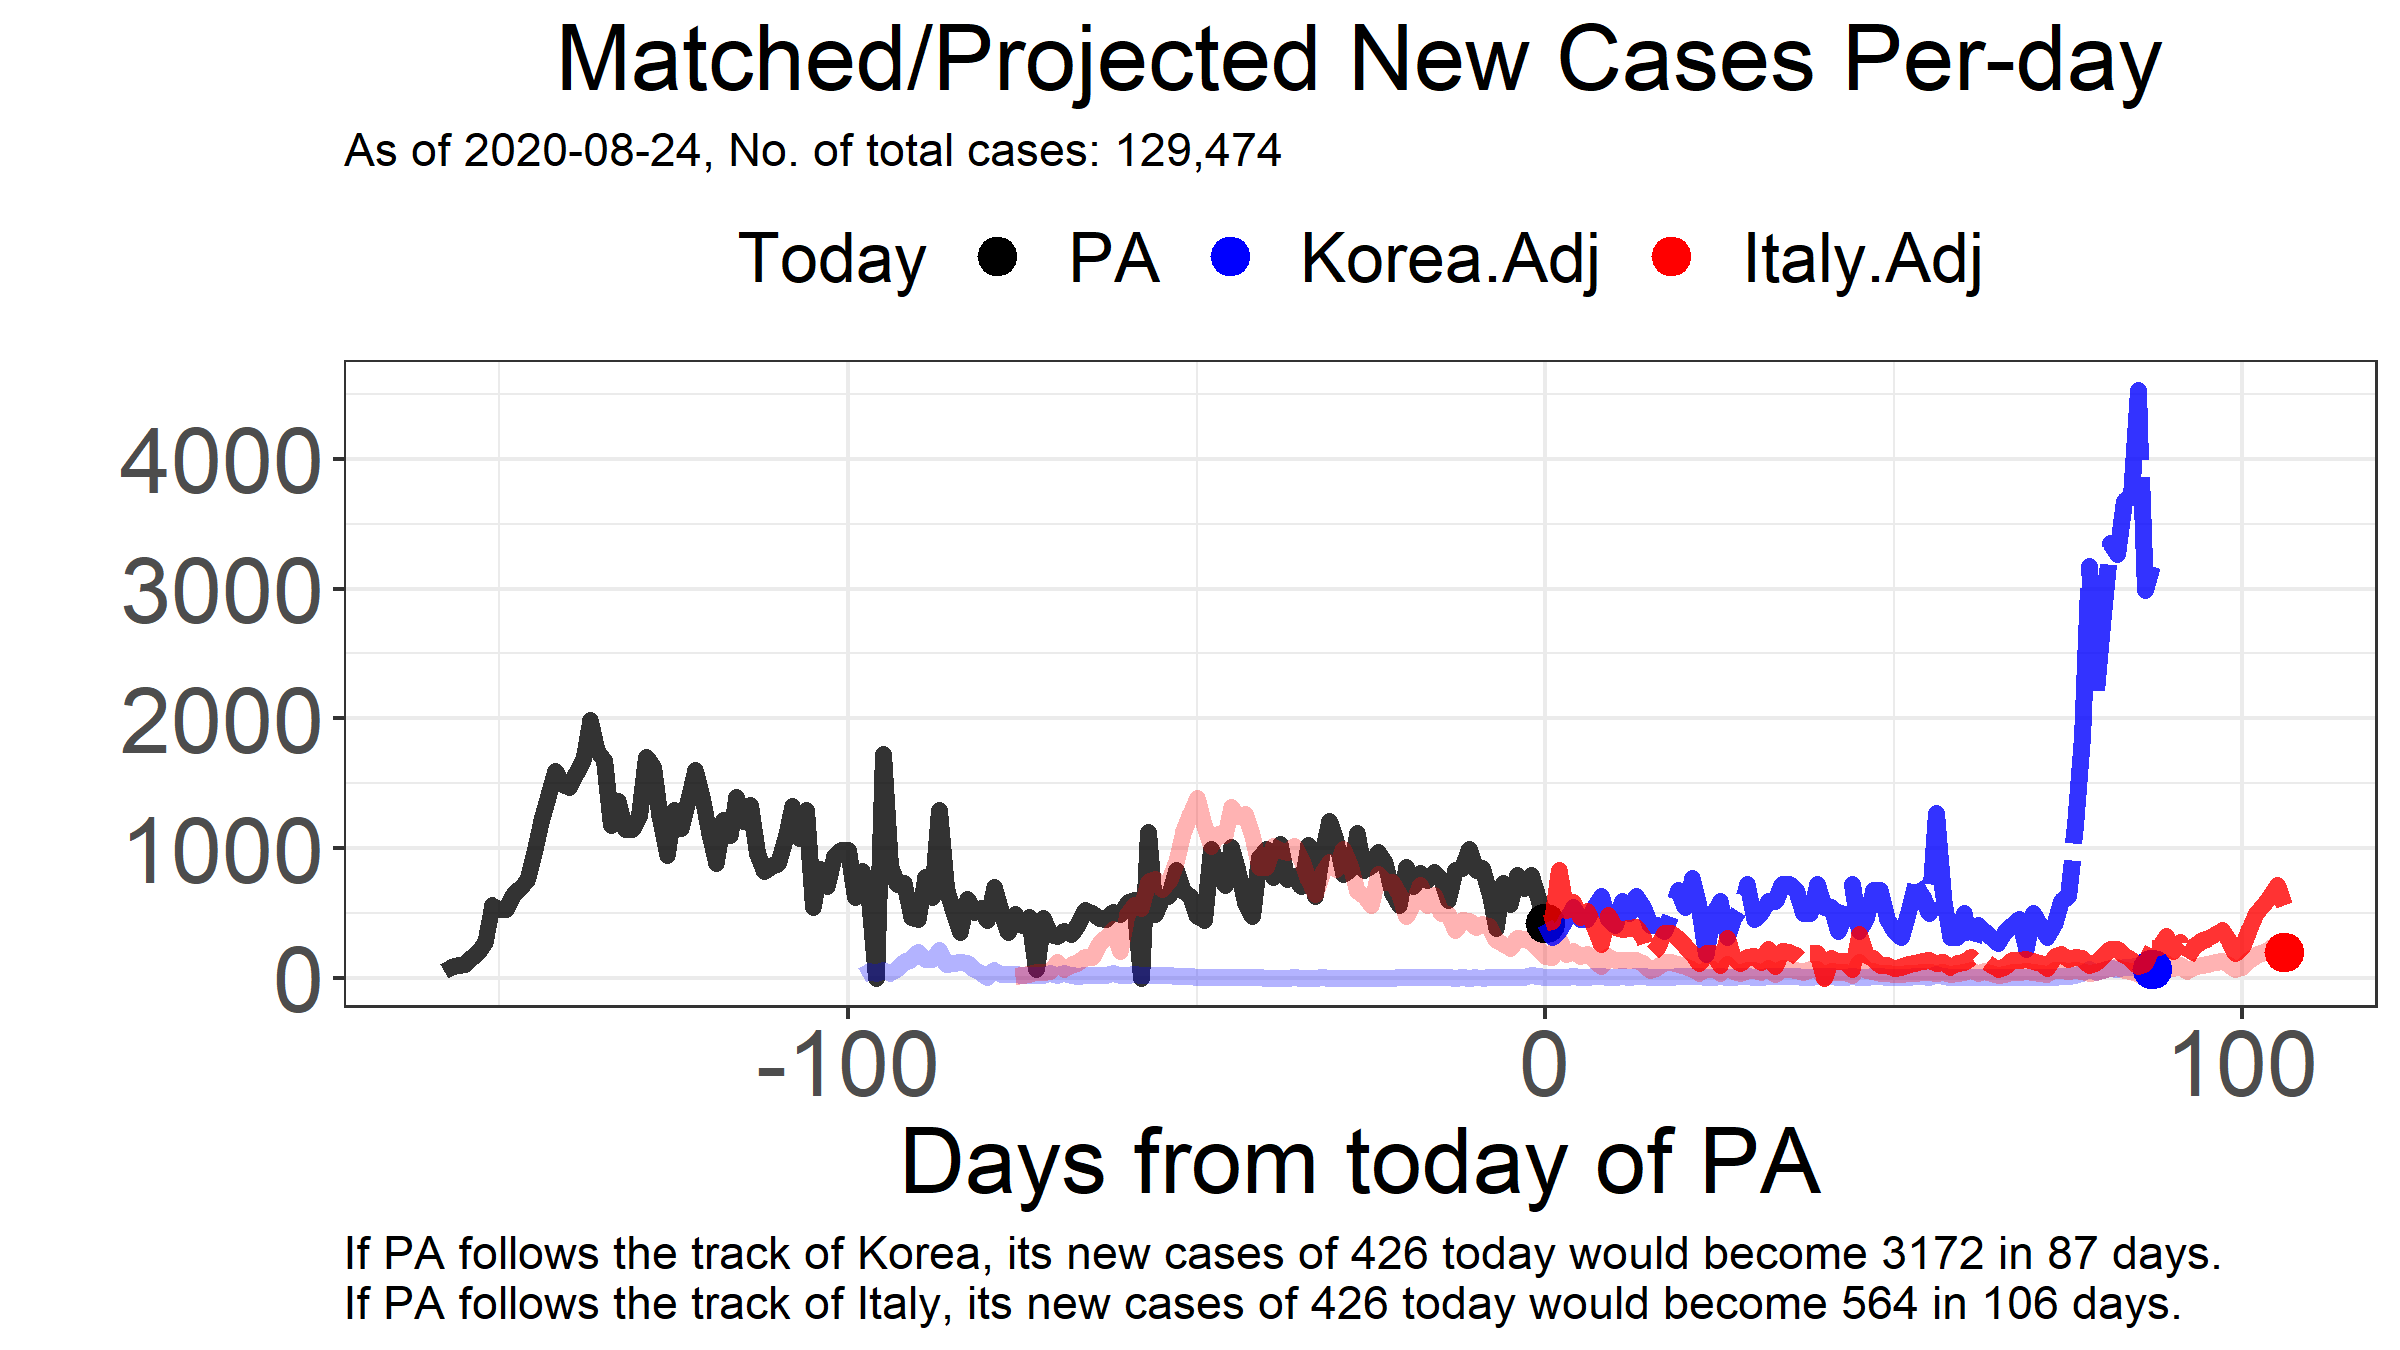 Matched/Projected New Cases Per-day
As of 2020-08-24, No. of total cases: 129,474
Today PA Korea.Adj Italy.Adj
4000
3000
2000
1000
0
-100 0 100
Days from today of PA
If PA follows the track of Korea, its new cases of 426 today would become 3172 in 87 days.
If PA follows the track of Italy, its new cases of 426 today would become 564 in 106 days.